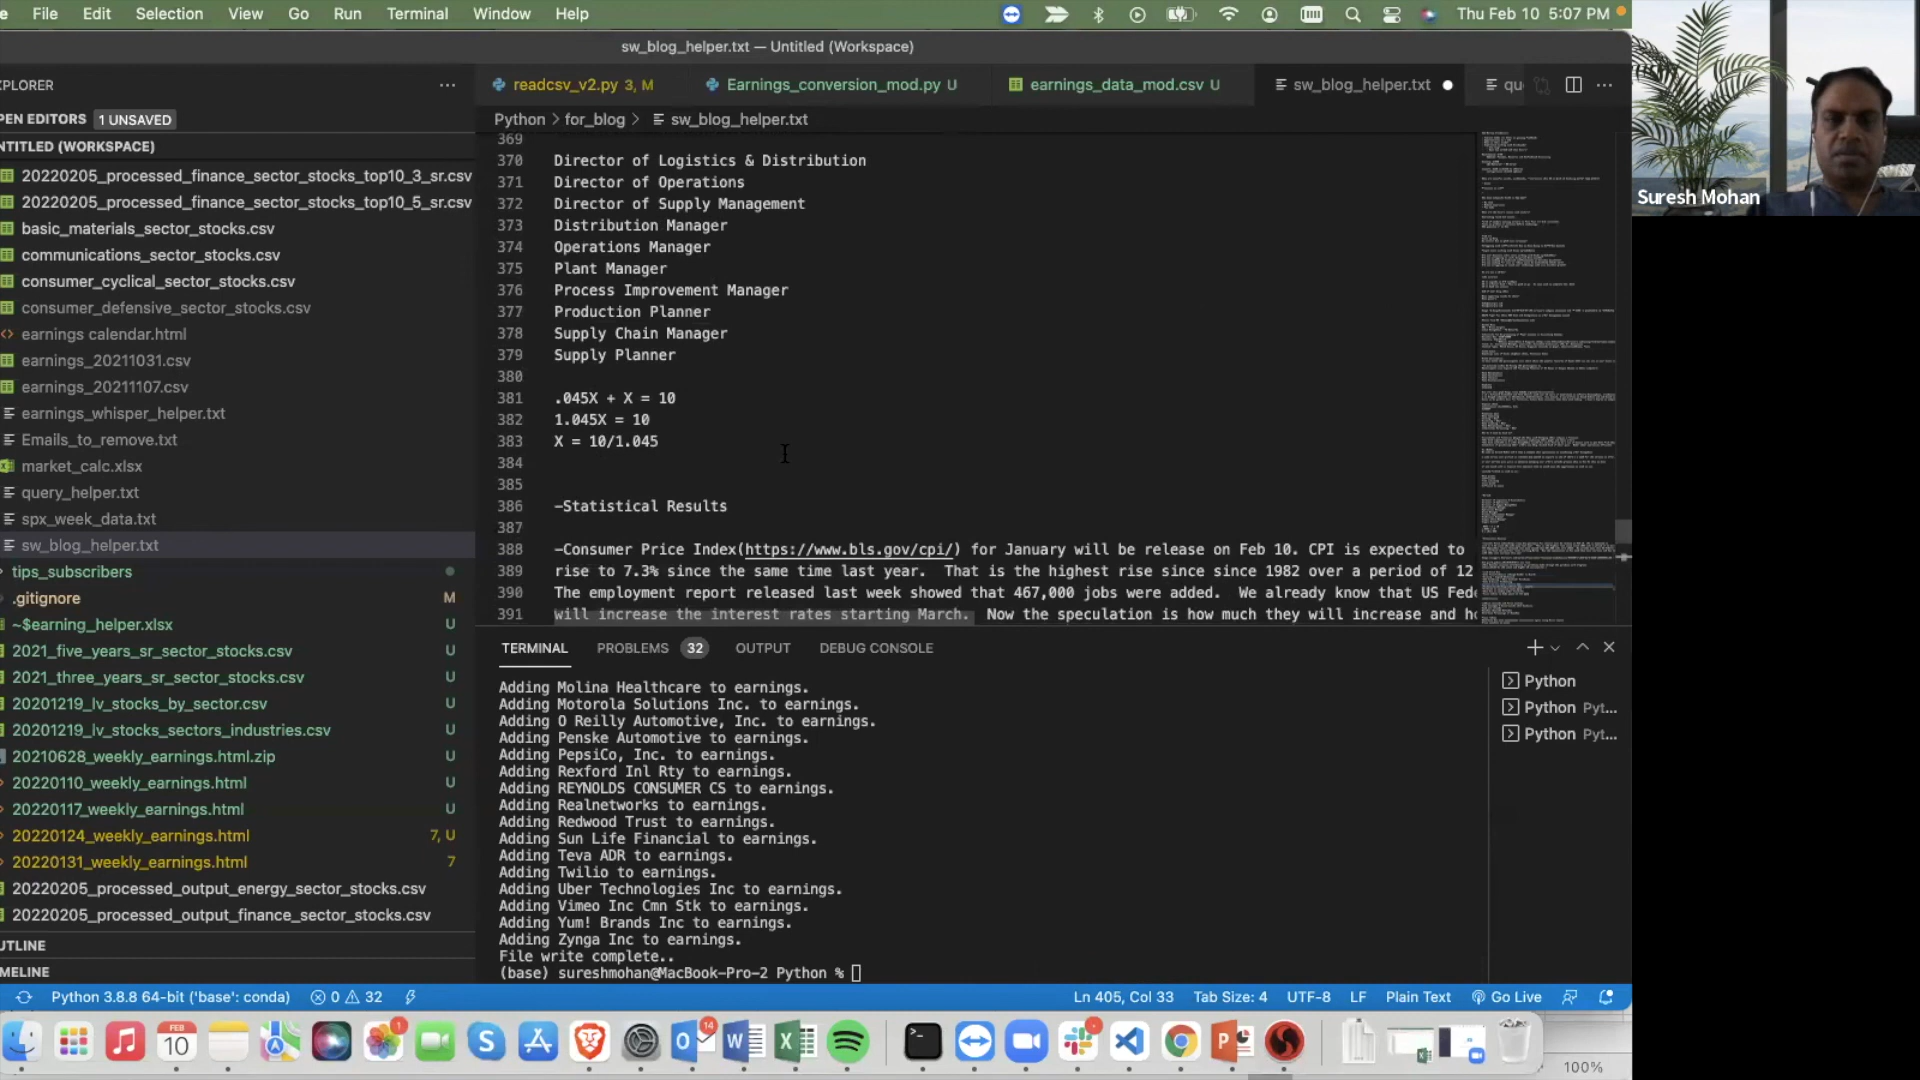 e File Edit Selection View Go Run Terminal Window Help Thu Feb 10 5:07 PM
sw_blog_helper.txt — Untitled (Workspace)
XPLORER
readcsv_v2.py 3, M Earnings_conversion_mod.py U earnings_data_mod.csv U sw_blog_helper.txt qu
PEN EDITORS 1 UNSAVED
Python > for_blog > sw_blog_helper.txt
NTITLED (WORKSPACE)
20220205_processed_finance_sector_stocks_top10_3_sr.csv
20220205_processed_finance_sector_stocks_top10_5_sr.csv
basic_materials_sector_stocks.csv
communications_sector_stocks.csv
consumer_cyclical_sector_stocks.csv
consumer_defensive_sector_stocks.csv
earnings calendar.html
earnings_20211031.csv
earnings_20211107.csv
earnings_whisper_helper.txt
Emails_to_remove.txt
market_calc.xlsx
query_helper.txt
spx_week_data.txt
sw_blog_helper.txt
tips_subscribers
.gitignore M
~$earning_helper.xlsx U
2021_five_years_sr_sector_stocks.csv U
2021_three_years_sr_sector_stocks.csv U
20201219_lv_stocks_by_sector.csv U
20201219_lv_stocks_sectors_industries.csv U
20210628_weekly_earnings.html.zip U
20220110_weekly_earnings.html U
20220117_weekly_earnings.html U
20220124_weekly_earnings.html 7, U
20220131_weekly_earnings.html 7
20220205_processed_output_energy_sector_stocks.csv
20220205_processed_output_finance_sector_stocks.csv
UTLINE
MELINE
369
370 Director of Logistics & Distribution
371 Director of Operations
372 Director of Supply Management
373 Distribution Manager
374 Operations Manager
375 Plant Manager
376 Process Improvement Manager
377 Production Planner
378 Supply Chain Manager
379 Supply Planner
380
381 .045X + X = 10
382 1.045X = 10
383 X = 10/1.045
384
385
386 -Statistical Results
387
388 -Consumer Price Index(https://www.bls.gov/cpi/) for January will be release on Feb 10. CPI is expected to
389 rise to 7.3% since the same time last year. That is the highest rise since since 1982 over a period of 12
390 The employment report released last week showed that 467,000 jobs were added. We already know that US Fede
391 will increase the interest rates starting March. Now the speculation is how much they will increase and ho
TERMINAL PROBLEMS 32 OUTPUT DEBUG CONSOLE
Adding Molina Healthcare to earnings.
Adding Motorola Solutions Inc. to earnings.
Adding O Reilly Automotive, Inc. to earnings.
Adding Penske Automotive to earnings.
Adding PepsiCo, Inc. to earnings.
Adding Rexford Inl Rty to earnings.
Adding REYNOLDS CONSUMER CS to earnings.
Adding Realnetworks to earnings.
Adding Redwood Trust to earnings.
Adding Sun Life Financial to earnings.
Adding Teva ADR to earnings.
Adding Twilio to earnings.
Adding Uber Technologies Inc to earnings.
Adding Vimeo Inc Cmn Stk to earnings.
Adding Yum! Brands Inc to earnings.
Adding Zynga Inc to earnings.
File write complete..
(base) sureshmohan@MacBook-Pro-2 Python %
Python
Python Pyt...
Python Pyt...
Python 3.8.8 64-bit ('base': conda) 0 32 Ln 405, Col 33 Tab Size: 4 UTF-8 LF Plain Text Go Live
FEB
10
1
14
100%
Suresh Mohan